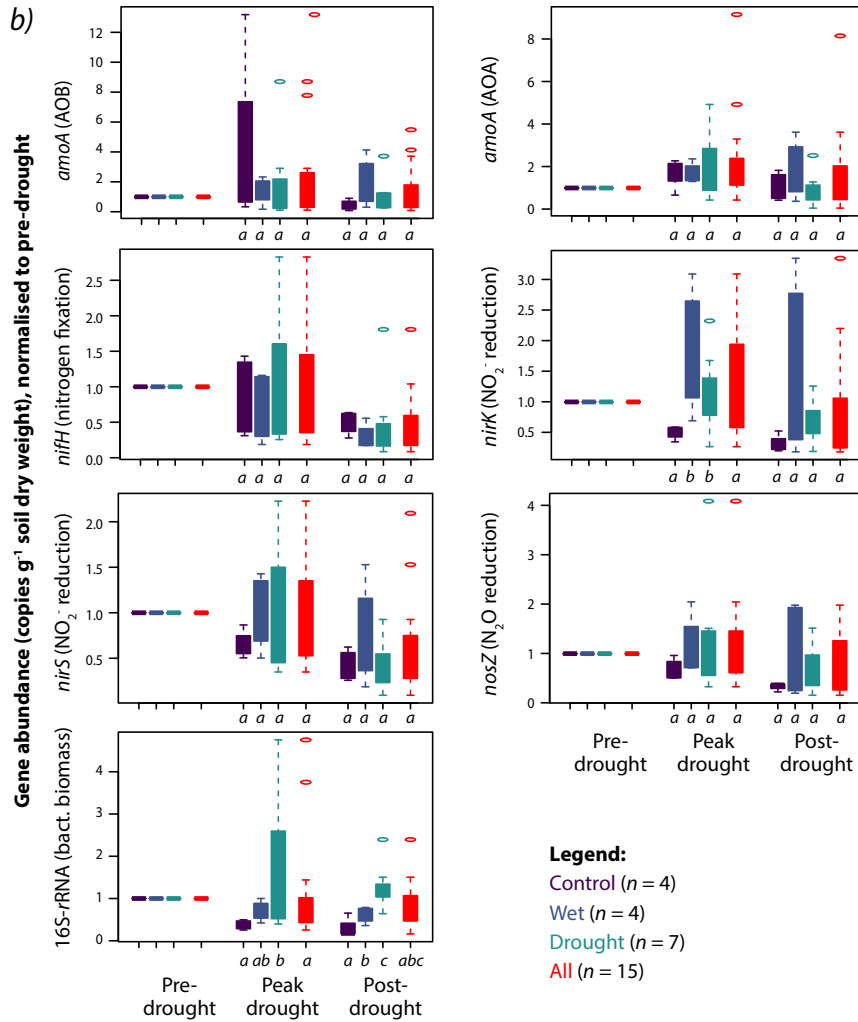 b)
Gene abundance (copies g⁻¹ soil dry weight), normalised to pre-drought
amoA (AOB)
12
10
8
6
4
2
0
a a a a a a a a
amoA (AOA)
8
6
4
2
0
a a a a a a a a
nifH (nitrogen fixation)
2.5
2.0
1.5
1.0
0.5
0.0
a a a a a a a a
nirK (NO₂⁻ reduction)
3.0
2.5
2.0
1.5
1.0
0.5
a b b a a a a a
nirS (NO₂⁻ reduction)
2.0
1.5
1.0
0.5
a a a a a a a a
nosZ (N₂O reduction)
4
3
2
1
0
a a a a a a a a
Pre-
drought
Peak
drought
Post-
drought
16S-rRNA (bact. biomass)
4
3
2
1
0
a ab b a a b c abc
Pre-
drought
Peak
drought
Post-
drought
Legend:
Control (n = 4)
Wet (n = 4)
Drought (n = 7)
All (n = 15)